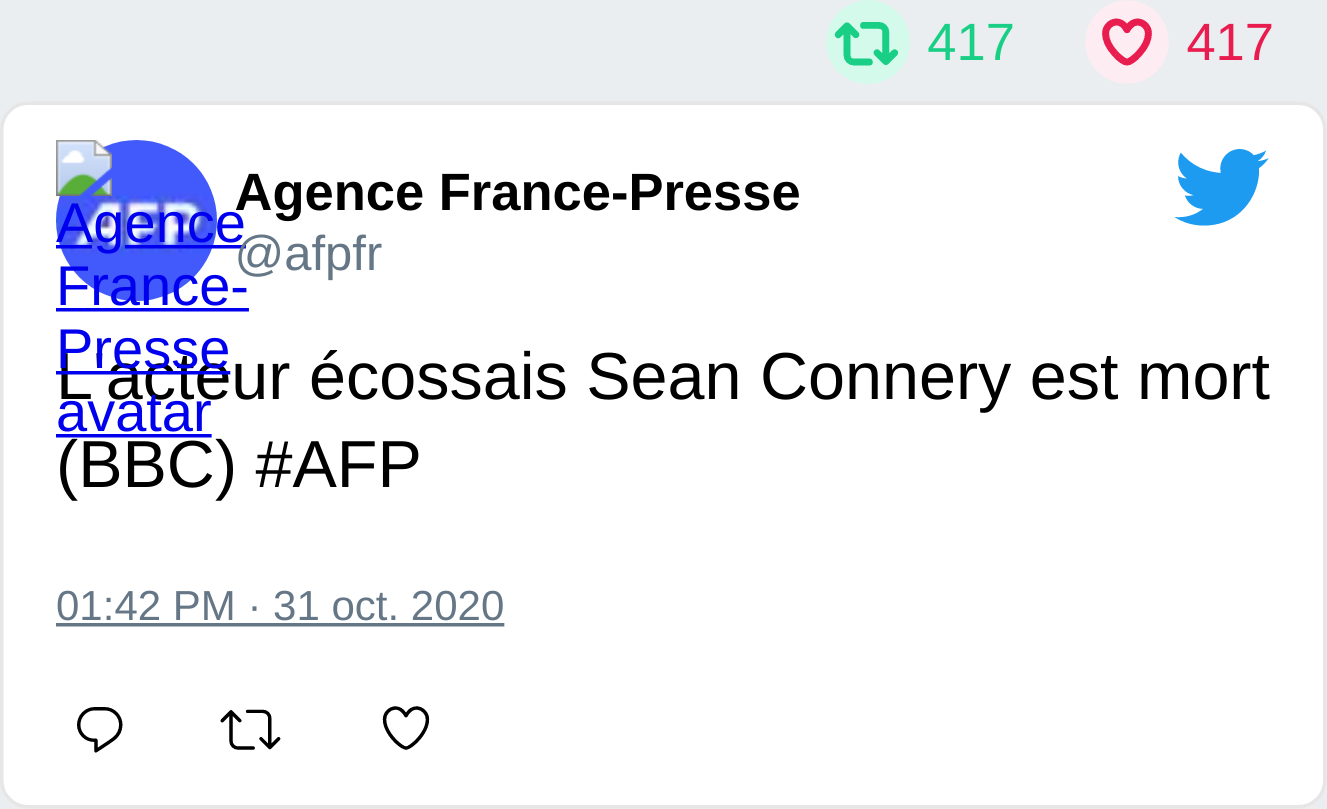 417 417
Agence France-Presse
@afpfr
AFP
Agence
France-
Presse
avatar
L'acteur écossais Sean Connery est mort
(BBC) #AFP
01:42 PM · 31 oct. 2020